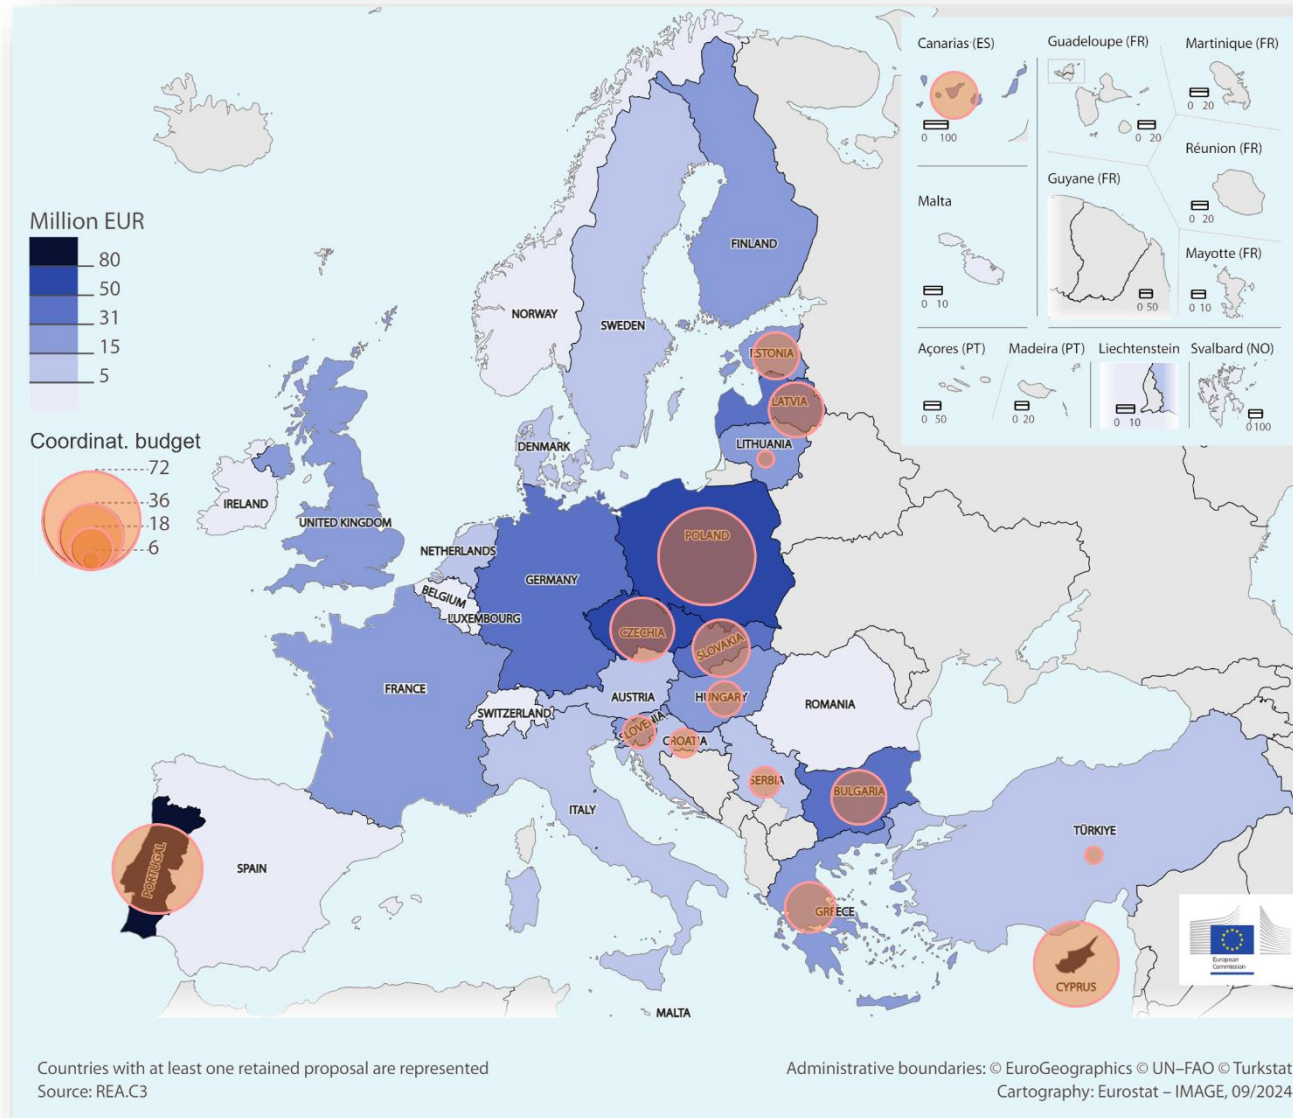 Million EUR
80
50
31
15
5
Coordinat. budget
72
36
18
6
Canarias (ES)
0 100
Guadeloupe (FR)
0 20
Martinique (FR)
0 20
Réunion (FR)
0 20
Guyane (FR)
0 50
Mayotte (FR)
0 10
Malta
0 10
Açores (PT)
0 50
Madeira (PT)
0 20
Liechtenstein
0 10
Svalbard (NO)
0 100
FINLAND
NORWAY
SWEDEN
ESTONIA
LATVIA
LITHUANIA
DENMARK
IRELAND
UNITED KINGDOM
NETHERLANDS
POLAND
GERMANY
BELGIUM
LUXEMBOURG
CZECHIA
SLOVAKIA
FRANCE
AUSTRIA
HUNGARY
SWITZERLAND
ROMANIA
SLOVENIA
CROATIA
SERBIA
BULGARIA
ITALY
TÜRKIYE
PORTUGAL
SPAIN
GREECE
CYPRUS
MALTA
European
Commission
Countries with at least one retained proposal are represented
Source: REA.C3
Administrative boundaries: © EuroGeographics © UN–FAO © Turkstat
Cartography: Eurostat – IMAGE, 09/2024